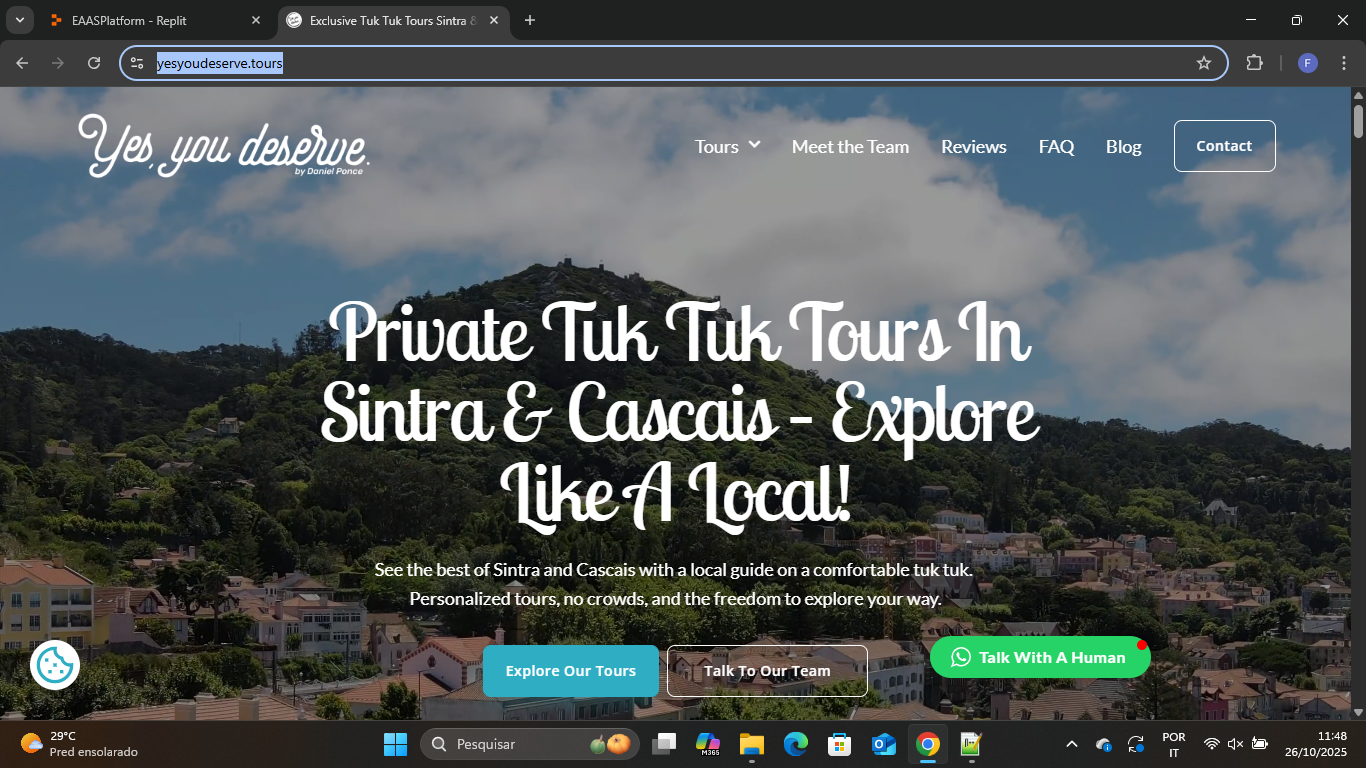 EAASPlatform - Replit
Exclusive Tuk Tuk Tours Sintra &
yesyoudeserve.tours
F
Yes, you deserve.
by Daniel Ponce
Tours
Meet the Team
Reviews
FAQ
Blog
Contact
Private Tuk Tuk Tours In
Sintra & Cascais – Explore
Like A Local!
See the best of Sintra and Cascais with a local guide on a comfortable tuk tuk.
Personalized tours, no crowds, and the freedom to explore your way.
Explore Our Tours
Talk To Our Team
Talk With A Human
29°C
Pred ensolarado
Pesquisar
M365
POR
IT
11:48
26/10/2025